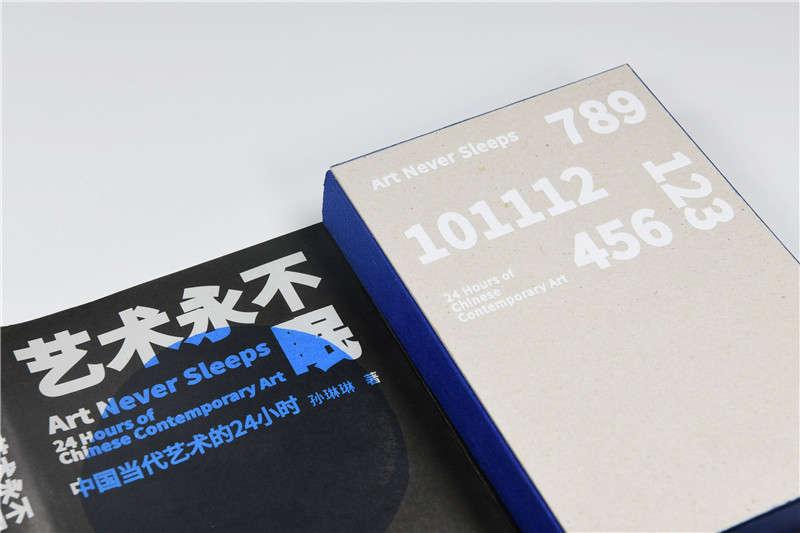 艺术永不
眠
Art Never Sleeps
24 Hours of
Chinese Contemporary Art
中国当代艺术的24小时 孙琳琳 著
Art Never Sleeps
789
101112
123
456
24 Hours of
Chinese
Contemporary Art